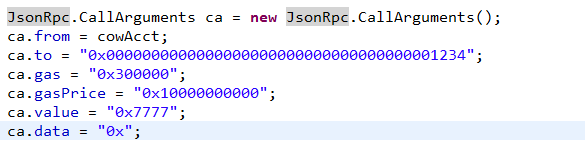 JsonRpc.CallArguments ca = new JsonRpc.CallArguments();
ca.from = cowAcct;
ca.to = "0x0000000000000000000000000000000000001234";
ca.gas = "0x300000";
ca.gasPrice = "0x10000000000";
ca.value = "0x7777";
ca.data = "0x";